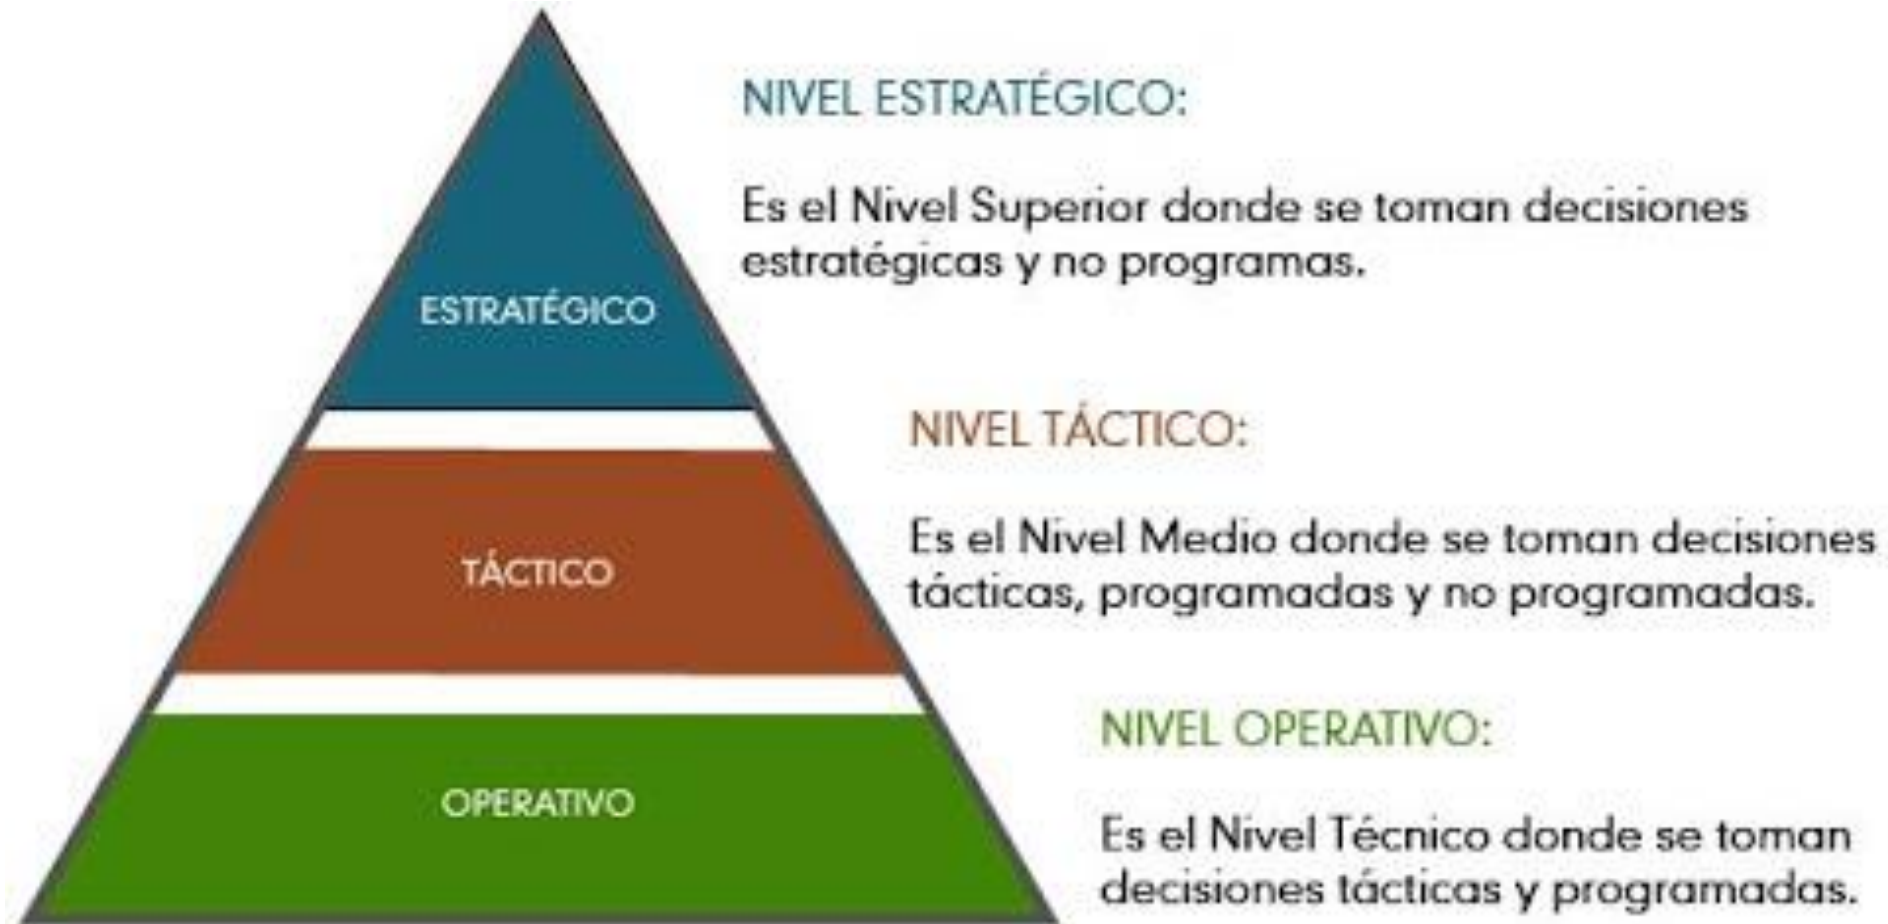 NIVEL ESTRATÉGICO:
Es el Nivel Superior donde se toman decisiones
estratégicas y no programas.
ESTRATÉGICO
NIVEL TÁCTICO:
Es el Nivel Medio donde se toman decisiones
tácticas, programadas y no programadas.
TÁCTICO
NIVEL OPERATIVO:
Es el Nivel Técnico donde se toman
decisiones tácticas y programadas.
OPERATIVO